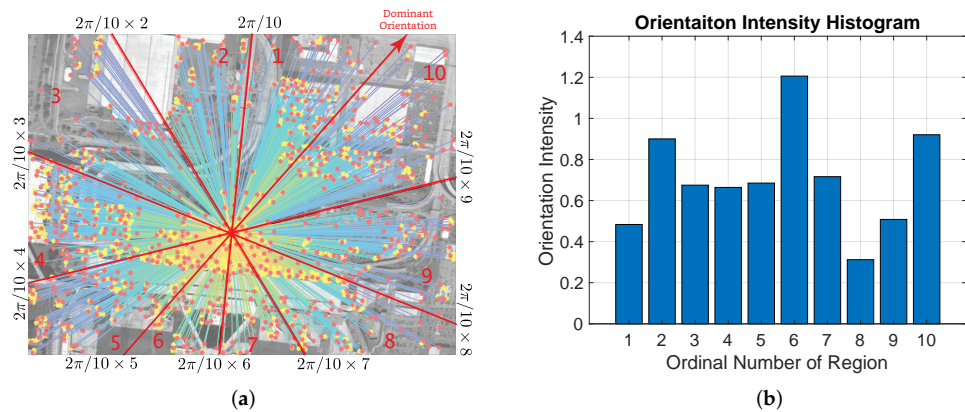 2π/10 × 2
2π/10
Dominant
Orientation
2
1
10
3
2π/10 × 3
2π/10 × 9
4
2π/10 × 4
9
2π/10 × 8
5
6
7
8
2π/10 × 5
2π/10 × 6
2π/10 × 7
(a)
Orientaiton Intensity Histogram
1.4
1.2
1
0.8
0.6
0.4
0.2
0
Orientation Intensity
1 2 3 4 5 6 7 8 9 10
Ordinal Number of Region
(b)